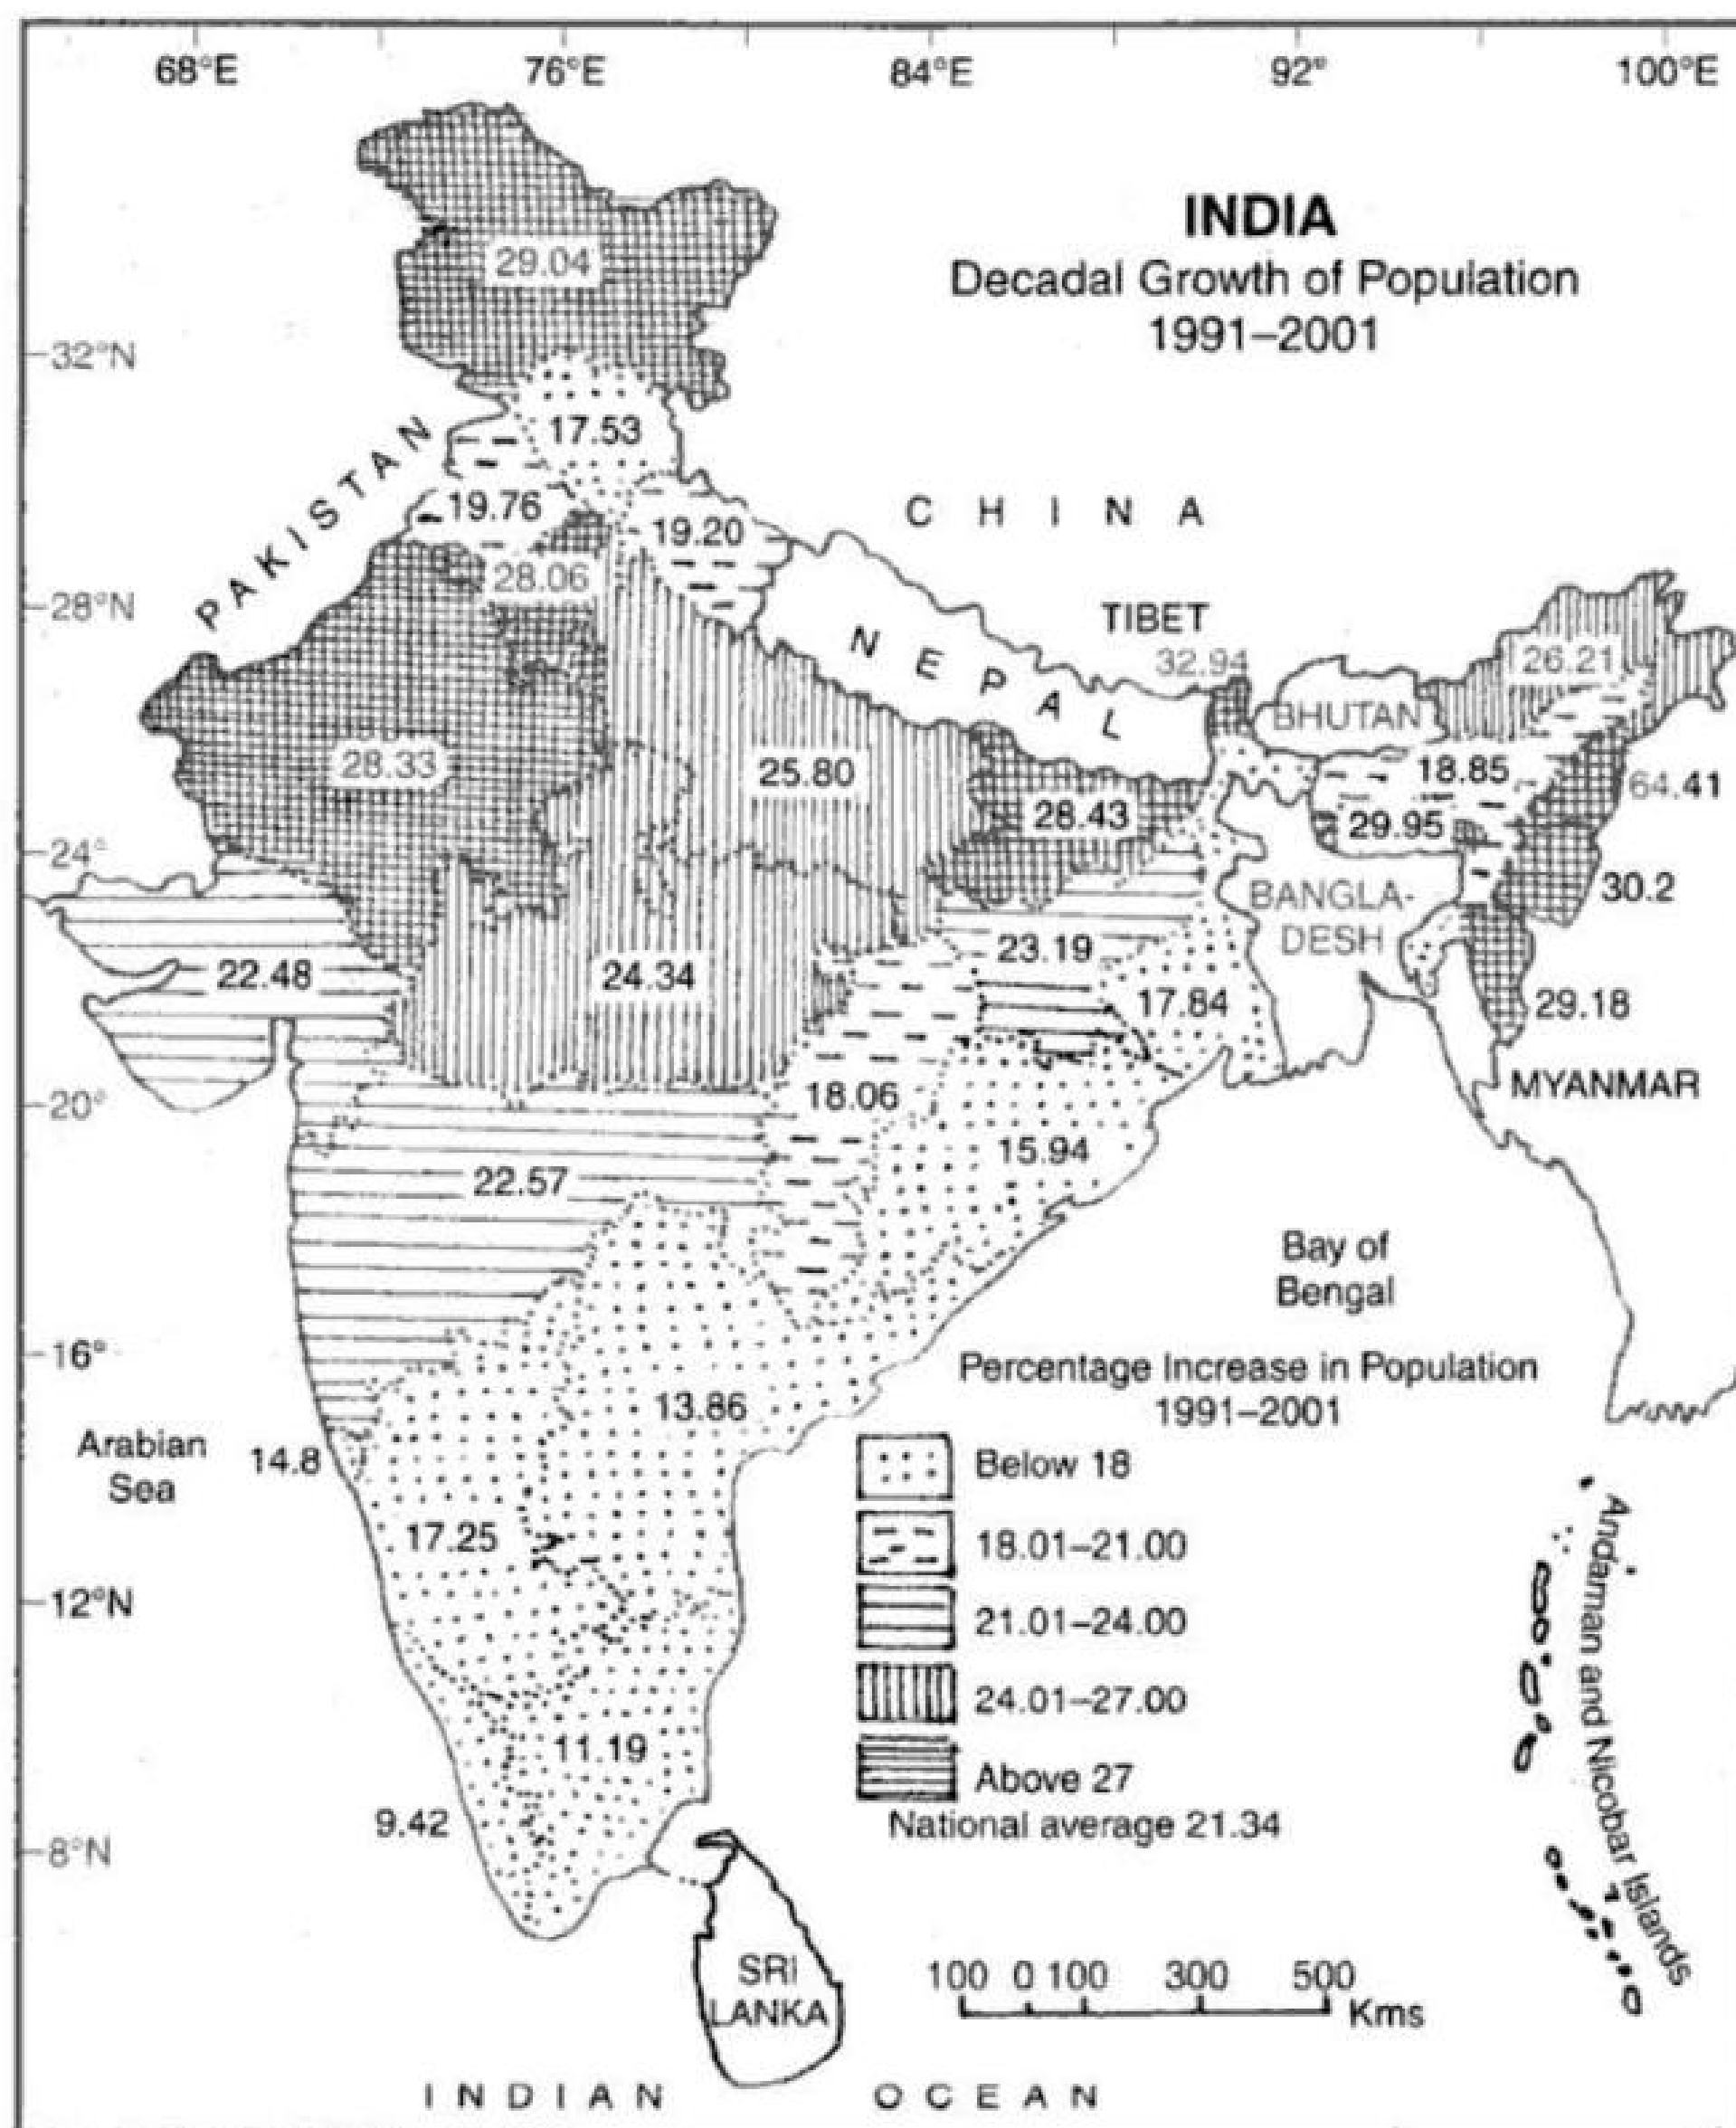 68°E 76°E 84°E 92° 100°E
INDIA
Decadal Growth of Population
1991–2001
29.04
32°N
17.53
PAKISTAN
19.76
19.20
CHINA
28.06
28°N
TIBET
NEPAL
32.94
26.21
BHUTAN
28.33
25.80
18.85
64.41
28.43
29.95
24°
30.2
BANGLA-
DESH
23.19
22.48
24.34
17.84
29.18
MYANMAR
20°
18.06
15.94
22.57
Bay of
Bengal
16°
Percentage Increase in Population
1991–2001
13.86
Arabian
Sea
14.8
Below 18
17.25
18.01–21.00
12°N
21.01–24.00
24.01–27.00
11.19
Above 27
9.42
National average 21.34
8°N
Andaman and Nicobar Islands
SRI
LANKA
100 0 100 300 500
Kms
INDIAN OCEAN